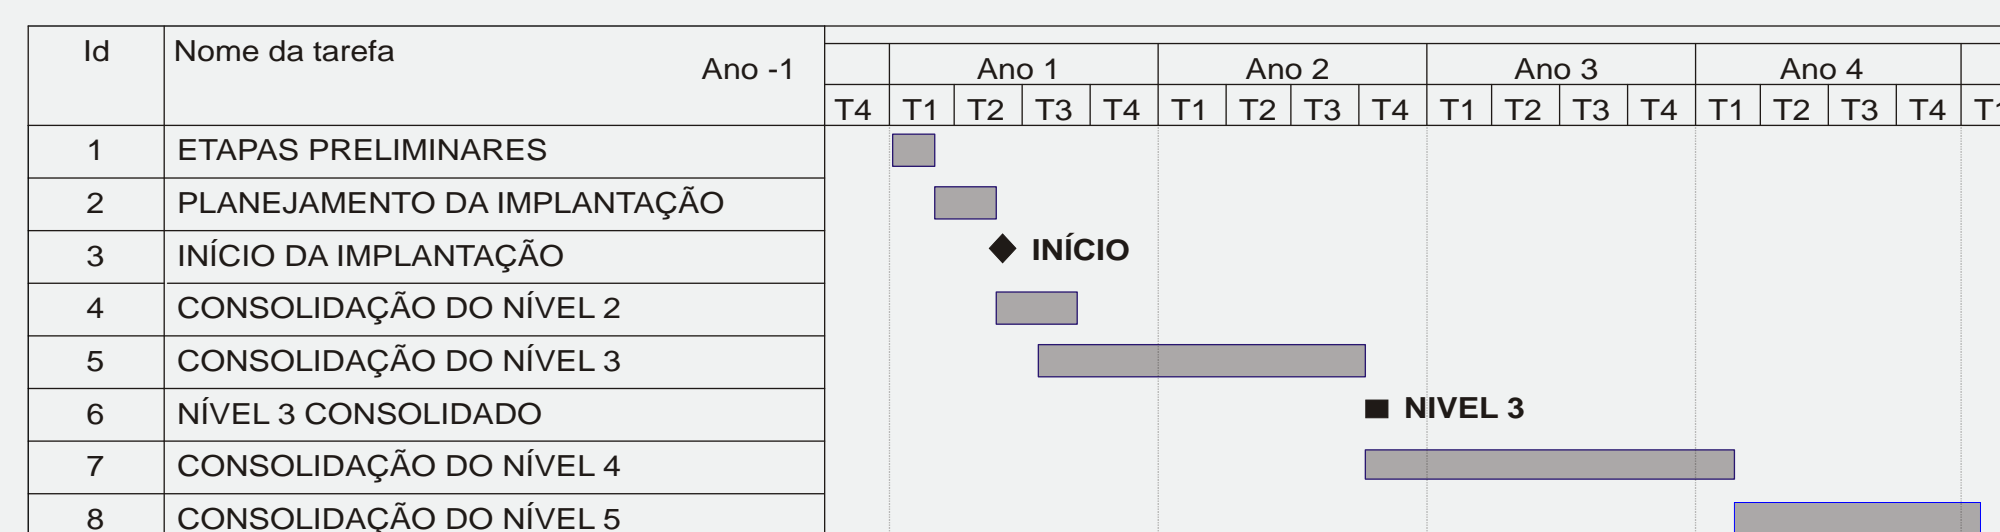 Id Nome da tarefa Ano -1 Ano 1 Ano 2 Ano 3 Ano 4
T4 T1 T2 T3 T4 T1 T2 T3 T4 T1 T2 T3 T4 T1 T2 T3 T4
1 ETAPAS PRELIMINARES
2 PLANEJAMENTO DA IMPLANTAÇÃO
3 INÍCIO DA IMPLANTAÇÃO INÍCIO
4 CONSOLIDAÇÃO DO NÍVEL 2
5 CONSOLIDAÇÃO DO NÍVEL 3
6 NÍVEL 3 CONSOLIDADO NIVEL 3
7 CONSOLIDAÇÃO DO NÍVEL 4
8 CONSOLIDAÇÃO DO NÍVEL 5